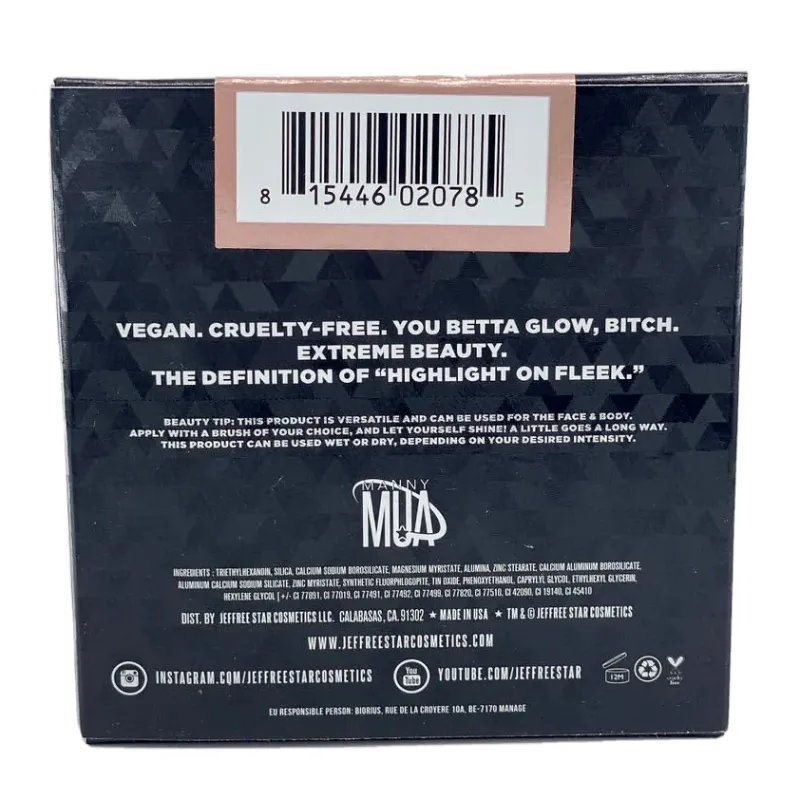 8 15446 02078 5
VEGAN. CRUELTY-FREE. YOU BETTA GLOW, BITCH.
EXTREME BEAUTY.
THE DEFINITION OF “HIGHLIGHT ON FLEEK.”
BEAUTY TIP: THIS PRODUCT IS VERSATILE AND CAN BE USED FOR THE FACE & BODY.
APPLY WITH A BRUSH OF YOUR CHOICE, AND LET YOURSELF SHINE! A LITTLE GOES A LONG WAY.
THIS PRODUCT CAN BE USED WET OR DRY, DEPENDING ON YOUR DESIRED INTENSITY.
MANNY
MUA
INGREDIENTS : TRIETHYLHEXANOIN, SILICA, CALCIUM SODIUM BOROSILICATE, MAGNESIUM MYRISTATE, ALUMINA, ZINC STEARATE, CALCIUM ALUMINUM BOROSILICATE,
ALUMINUM CALCIUM SODIUM SILICATE, ZINC MYRISTATE, SYNTHETIC FLUORPHLOGOPITE, TIN OXIDE, PHENOXYETHANOL, CAPRYLYL GLYCOL, ETHYLHEXYL GLYCERIN,
HEXYLENE GLYCOL [ +/- CI 77891, CI 77019, CI 77491, CI 77492, CI 77499, CI 77820, CI 77510, CI 42090, CI 19140, CI 45410
DIST. BY JEFFREE STAR COSMETICS LLC. CALABASAS, CA. 91302 ★ MADE IN USA ★ TM & © JEFFREE STAR COSMETICS
WWW.JEFFREESTARCOSMETICS.COM
INSTAGRAM.COM/JEFFREESTARCOSMETICS You Tube YOUTUBE.COM/JEFFREESTAR 12M cruelty free
EU RESPONSIBLE PERSON: BIORIUS, RUE DE LA CROYERE 10A, BE-7170 MANAGE